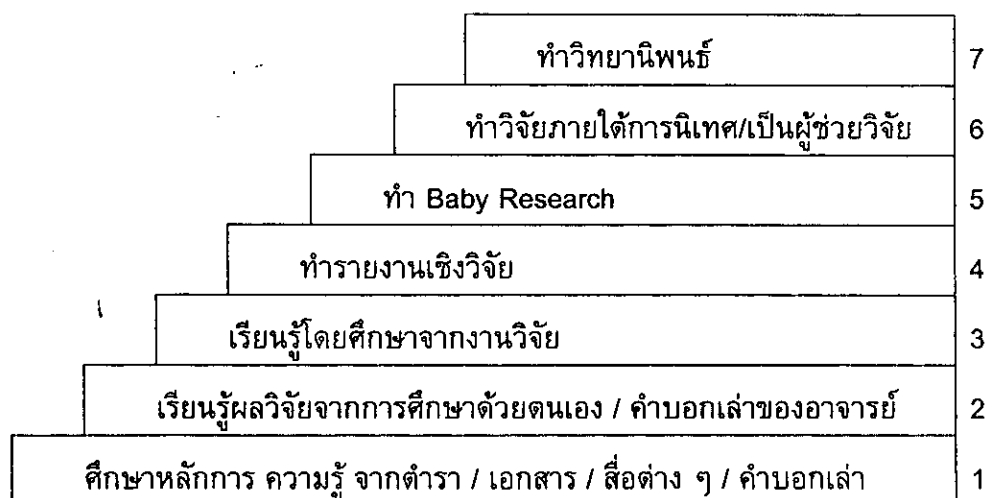 ทำวิทยานิพนธ์ 7
ทำวิจัยภายใต้การนิเทศ/เป็นผู้ช่วยวิจัย 6
ทำ Baby Research 5
ทำรายงานเชิงวิจัย 4
เรียนรู้โดยศึกษาจากงานวิจัย 3
เรียนรู้ผลวิจัยจากการศึกษาด้วยตนเอง / คำบอกเล่าของอาจารย์ 2
ศึกษาหลักการ ความรู้ จากตำรา / เอกสาร / สื่อต่าง ๆ / คำบอกเล่า 1